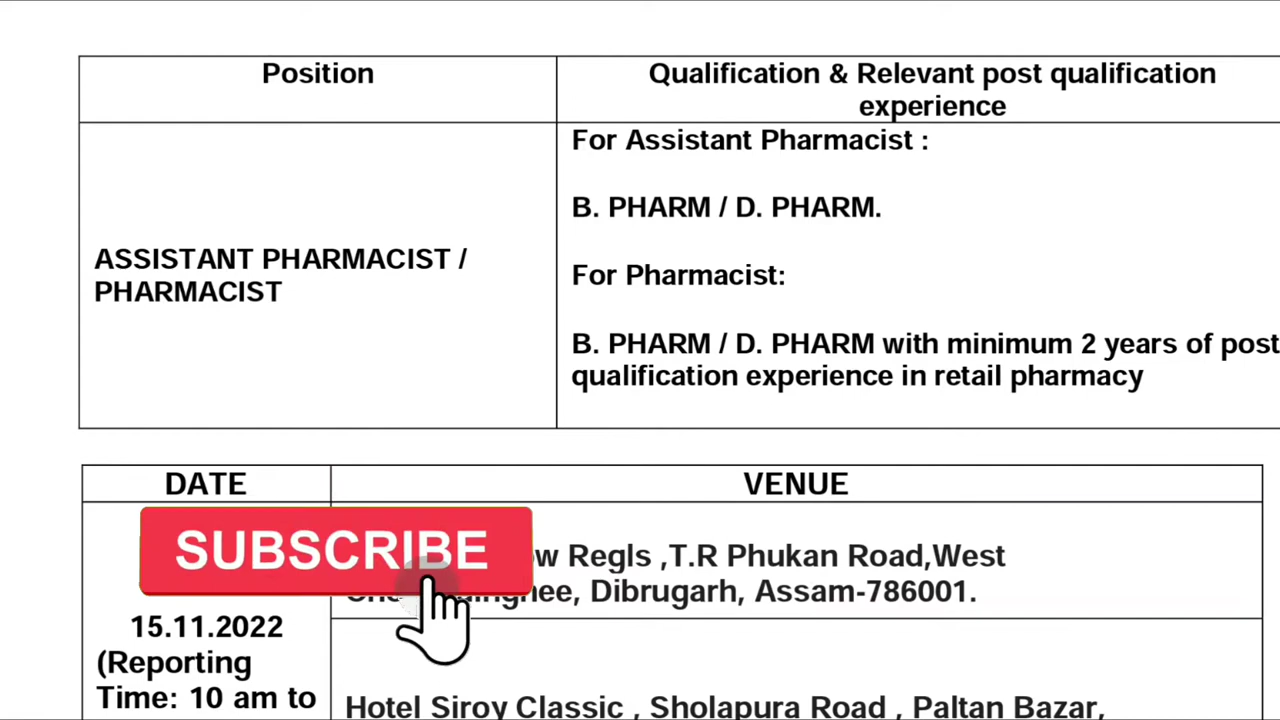 Position
Qualification & Relevant post qualification
experience
ASSISTANT PHARMACIST /
PHARMACIST
For Assistant Pharmacist :
B. PHARM / D. PHARM.
For Pharmacist:
B. PHARM / D. PHARM with minimum 2 years of post
qualification experience in retail pharmacy
DATE
VENUE
SUBSCRIBE
Regls ,T.R Phukan Road,West
Dibrugarh, Assam-786001.
15.11.2022
(Reporting
Time: 10 am to
Hotel Siroy Classic , Sholapura Road , Paltan Bazar,